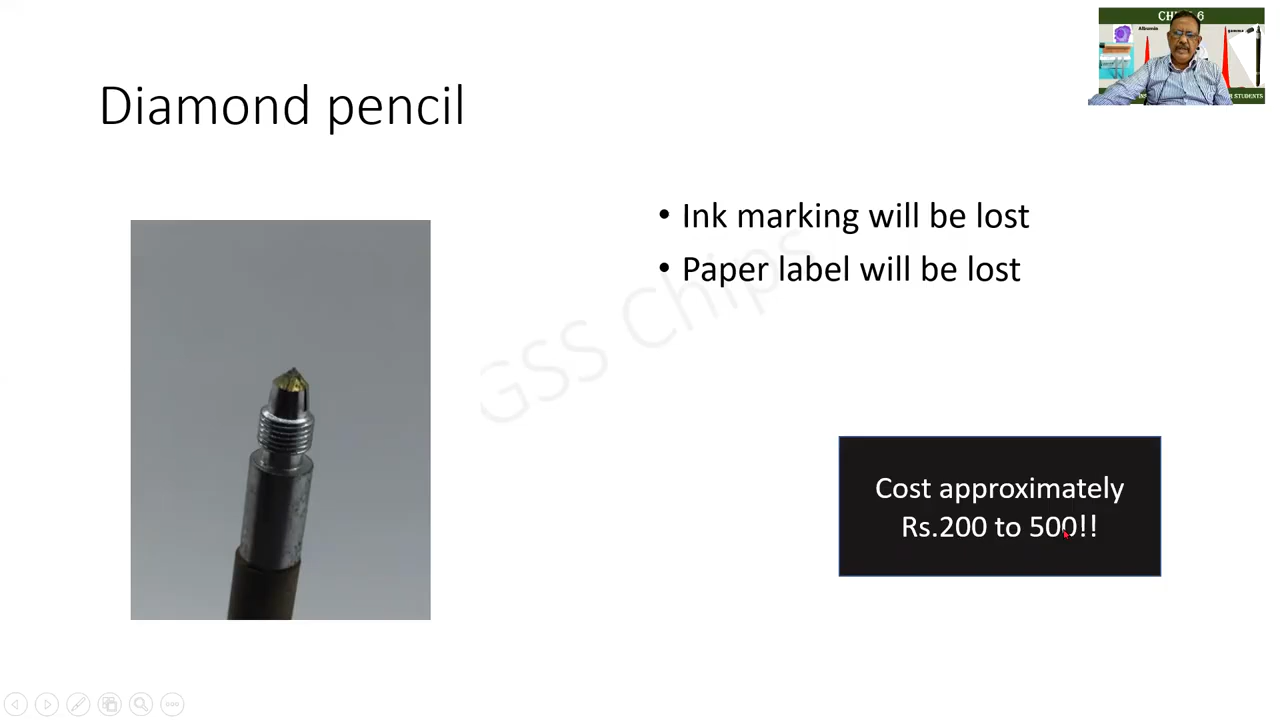 Diamond pencil
• Ink marking will be lost
• Paper label will be lost
GSS Chips
Cost approximately
Rs.200 to 500!!
STUDENTS